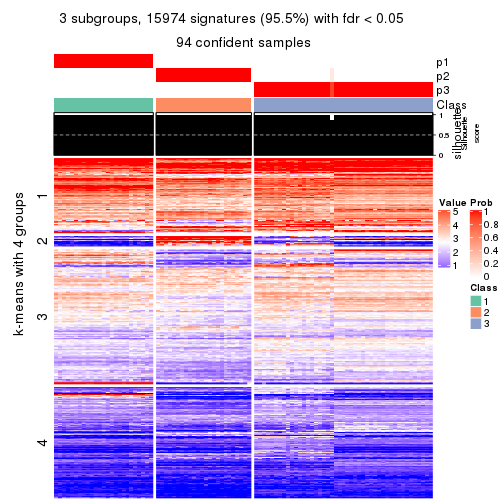 3 subgroups, 15974 signatures (95.5%) with fdr < 0.05
94 confident samples
p1
p2
p3
Class
1
0.5
0
silhouette
Silhouette
score
k-means with 4 groups
1
2
3
4
Value
5
4
3
2
1
Prob
1
0.8
0.6
0.4
0.2
0
Class
1
2
3